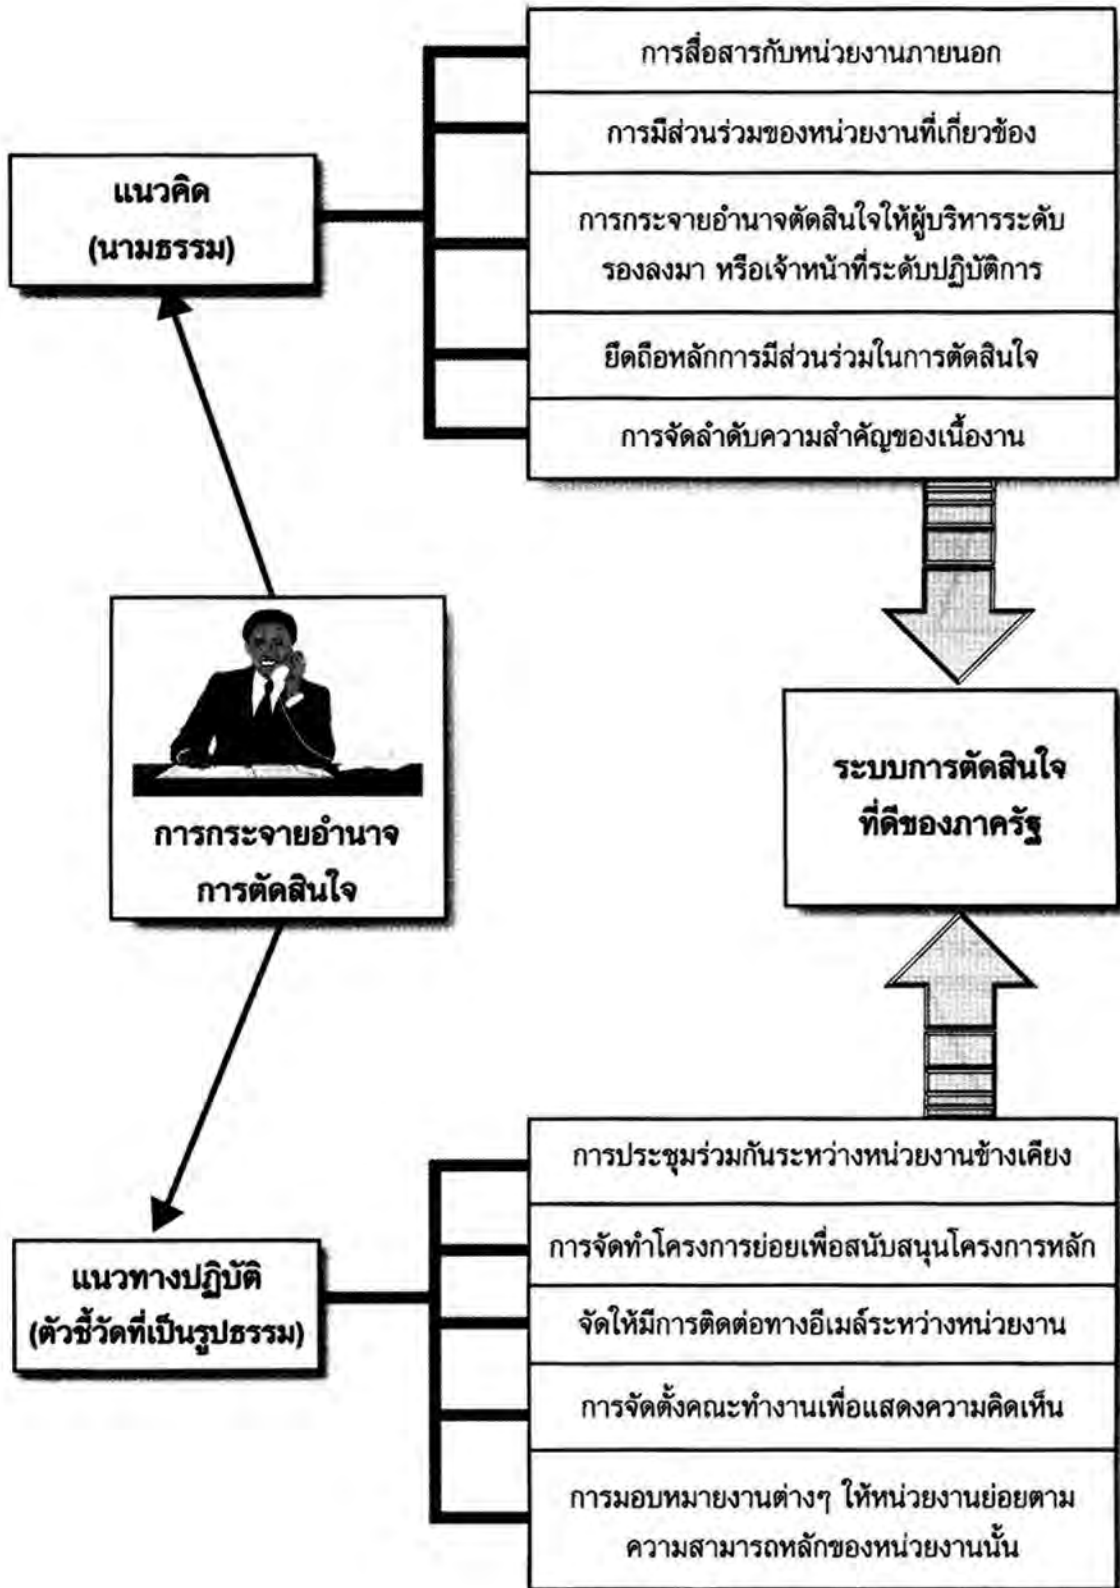 การสื่อสารกับหน่วยงานภายนอก
การมีส่วนร่วมของหน่วยงานที่เกี่ยวข้อง
แนวคิด
(นามธรรม)
การกระจายอำนาจตัดสินใจให้ผู้บริหารระดับ
รองลงมา หรือเจ้าหน้าที่ระดับปฏิบัติการ
ยึดถือหลักการมีส่วนร่วมในการตัดสินใจ
การจัดลำดับความสำคัญของเนื้องาน
การกระจายอำนาจ
การตัดสินใจ
ระบบการตัดสินใจ
ที่ดีของภาครัฐ
แนวทางปฏิบัติ
(ตัวชี้วัดที่เป็นรูปธรรม)
การประชุมร่วมกันระหว่างหน่วยงานข้างเคียง
การจัดทำโครงการย่อยเพื่อสนับสนุนโครงการหลัก
จัดให้มีการติดต่อทางอีเมล์ระหว่างหน่วยงาน
การจัดตั้งคณะทำงานเพื่อแสดงความคิดเห็น
การมอบหมายงานต่างๆ ให้หน่วยงานย่อยตาม
ความสามารถหลักของหน่วยงานนั้น